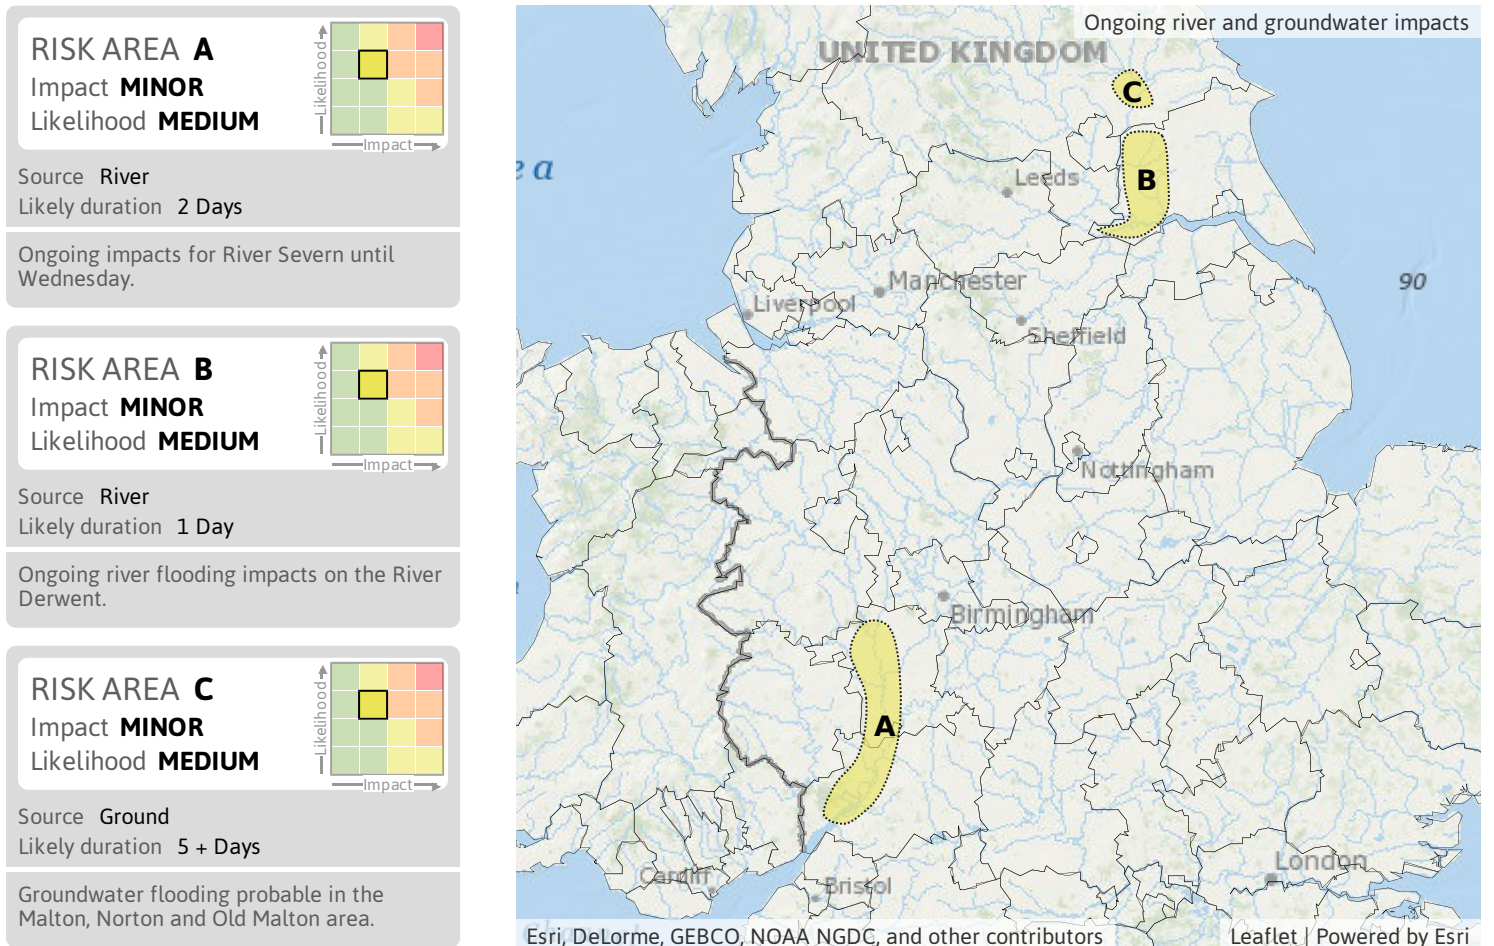 RISK AREA A
Impact MINOR
Likelihood MEDIUM
Likelihood
Impact
Source River
Likely duration 2 Days
Ongoing impacts for River Severn until
Wednesday.
RISK AREA B
Impact MINOR
Likelihood MEDIUM
Likelihood
Impact
Source River
Likely duration 1 Day
Ongoing river flooding impacts on the River
Derwent.
RISK AREA C
Impact MINOR
Likelihood MEDIUM
Likelihood
Impact
Source Ground
Likely duration 5 + Days
Groundwater flooding probable in the
Malton, Norton and Old Malton area.
Ongoing river and groundwater impacts
UNITED KINGDOM
C
e a
Leeds
B
Manchester
90
Liverpool
Sheffield
Nottingham
Birmingham
A
London
Cardiff
Bristol
Channel
Esri, DeLorme, GEBCO, NOAA NGDC, and other contributors
Leaflet | Powered by Esri